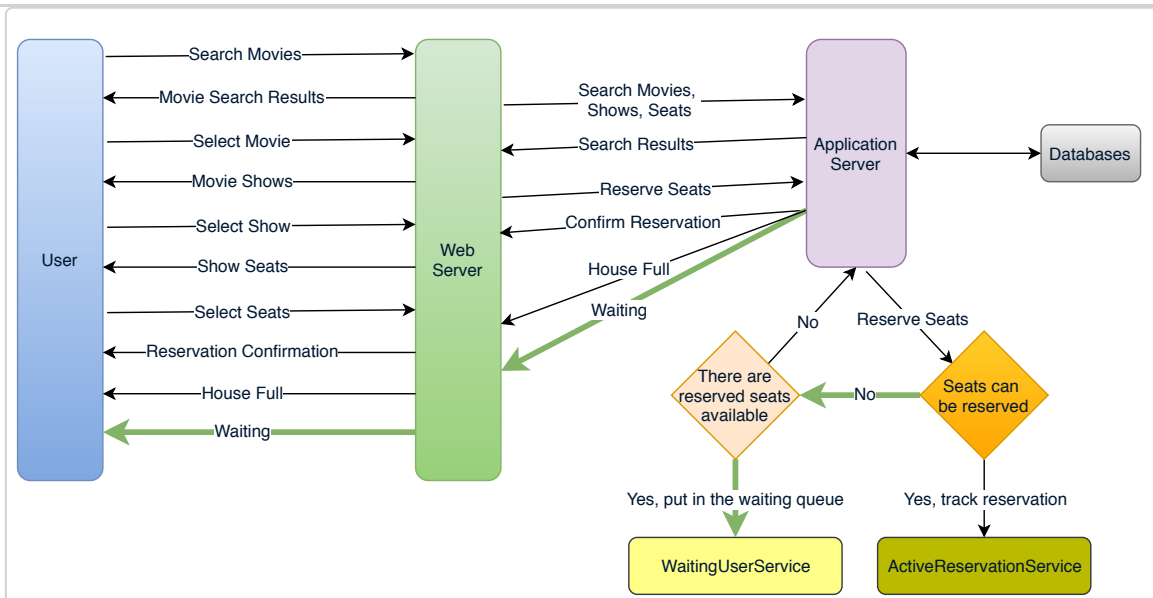 Search Movies
Movie Search Results
Select Movie
Movie Shows
Select Show
Show Seats
Select Seats
Reservation Confirmation
House Full
Waiting
User
Web
Server
Search Movies,
Shows, Seats
Search Results
Reserve Seats
Confirm Reservation
House Full
Waiting
Application
Server
Databases
No
Reserve Seats
There are
reserved seats
available
No
Seats can
be reserved
Yes, put in the waiting queue
Yes, track reservation
WaitingUserService
ActiveReservationService